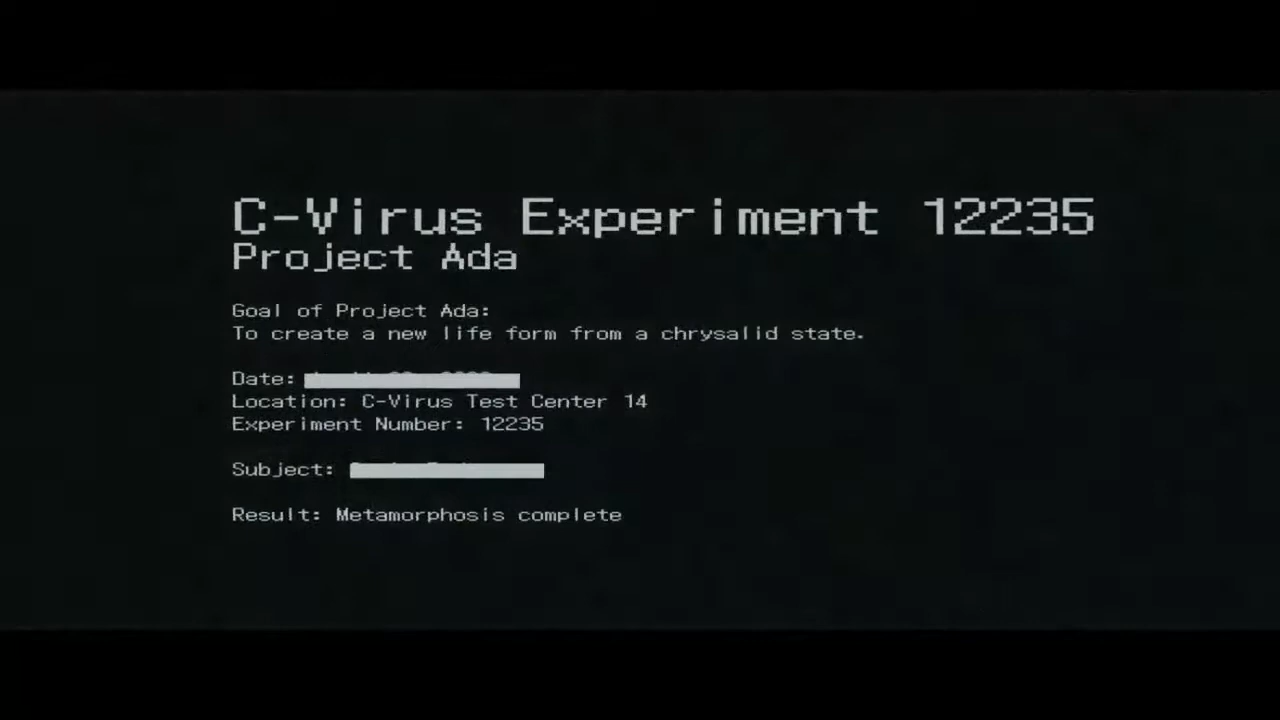 C-Virus Experiment 12235
Project Ada
Goal of Project Ada:
To create a new life form from a chrysalid state.
Date:
Location: C-Virus Test Center 14
Experiment Number: 12235
Subject:
Result: Metamorphosis complete